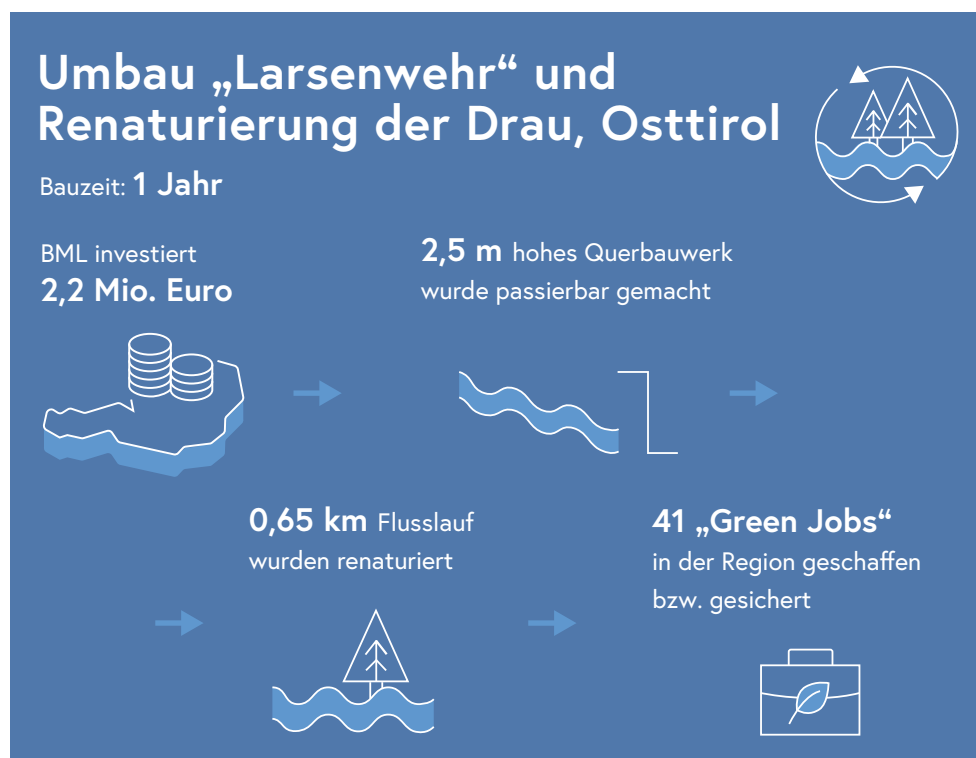 Umbau „Larsenwehr“ und
Renaturierung der Drau, Osttirol
Bauzeit: 1 Jahr
BML investiert
2,2 Mio. Euro
2,5 m hohes Querbauwerk
wurde passierbar gemacht
0,65 km Flusslauf
wurden renaturiert
41 „Green Jobs“
in der Region geschaffen
bzw. gesichert